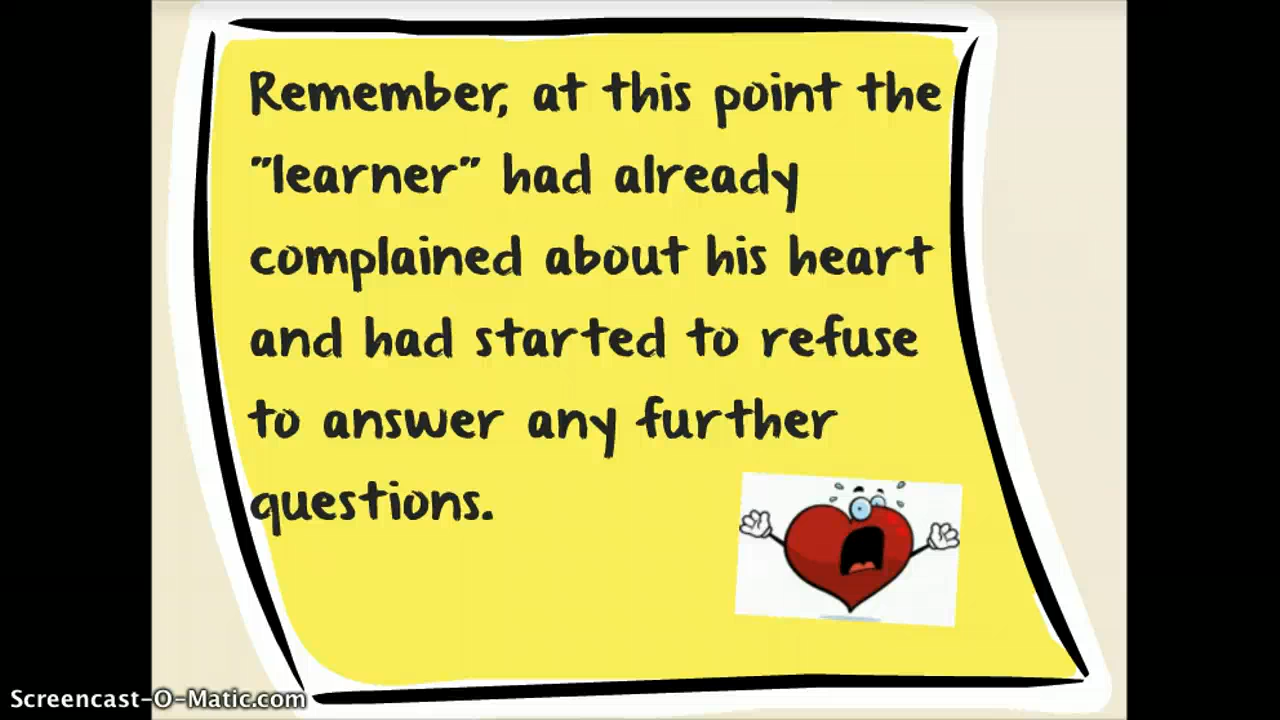 Remember, at this point the
"learner" had already
complained about his heart
and had started to refuse
to answer any further
questions.
Screencast-O-Matic.com